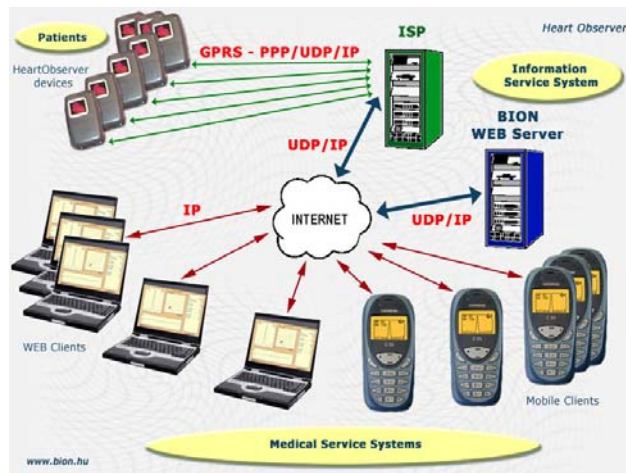 Patients
HeartObserver
devices
GPRS - PPP/UDP/IP
ISP
Heart Observer
Information
Service System
BION
WEB Server
UDP/IP
IP
INTERNET
UDP/IP
WEB Clients
Mobile Clients
Medical Service Systems
www.bion.hu